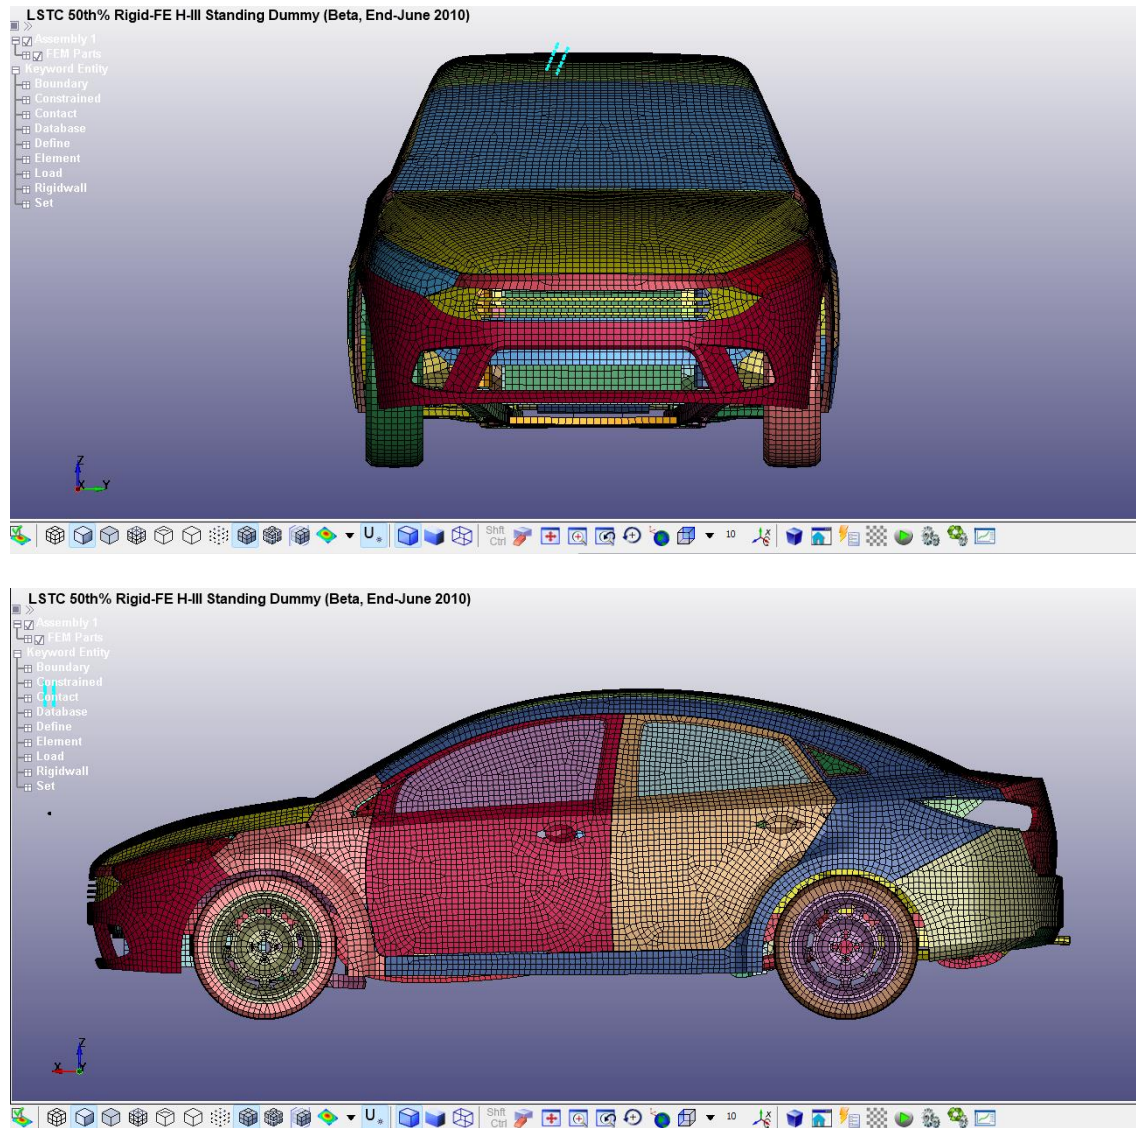 LSTC 50th% Rigid-FE H-III Standing Dummy (Beta, End-June 2010)
Assembly 1
FEM Parts
Keyword Entity
Boundary
Constrained
Contact
Database
Define
Element
Load
Rigidwall
Set
Z
X Y
U
Shft
Ctrl
10
X
LSTC 50th% Rigid-FE H-III Standing Dummy (Beta, End-June 2010)
Assembly 1
FEM Parts
Keyword Entity
Boundary
Constrained
Contact
Database
Define
Element
Load
Rigidwall
Set
Z
X Y
U
Shft
Ctrl
10
X